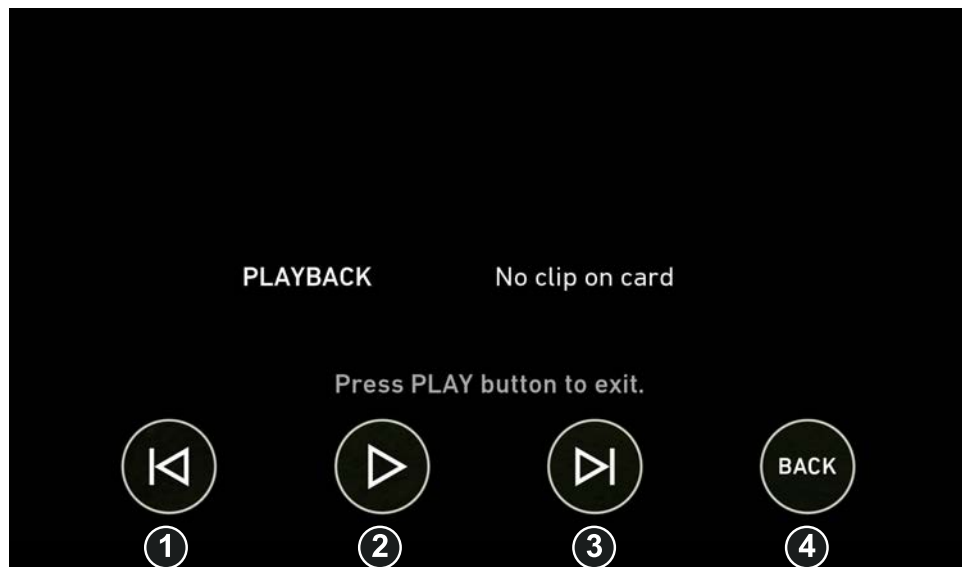 PLAYBACK No clip on card
Press PLAY button to exit.
BACK
1 2 3 4